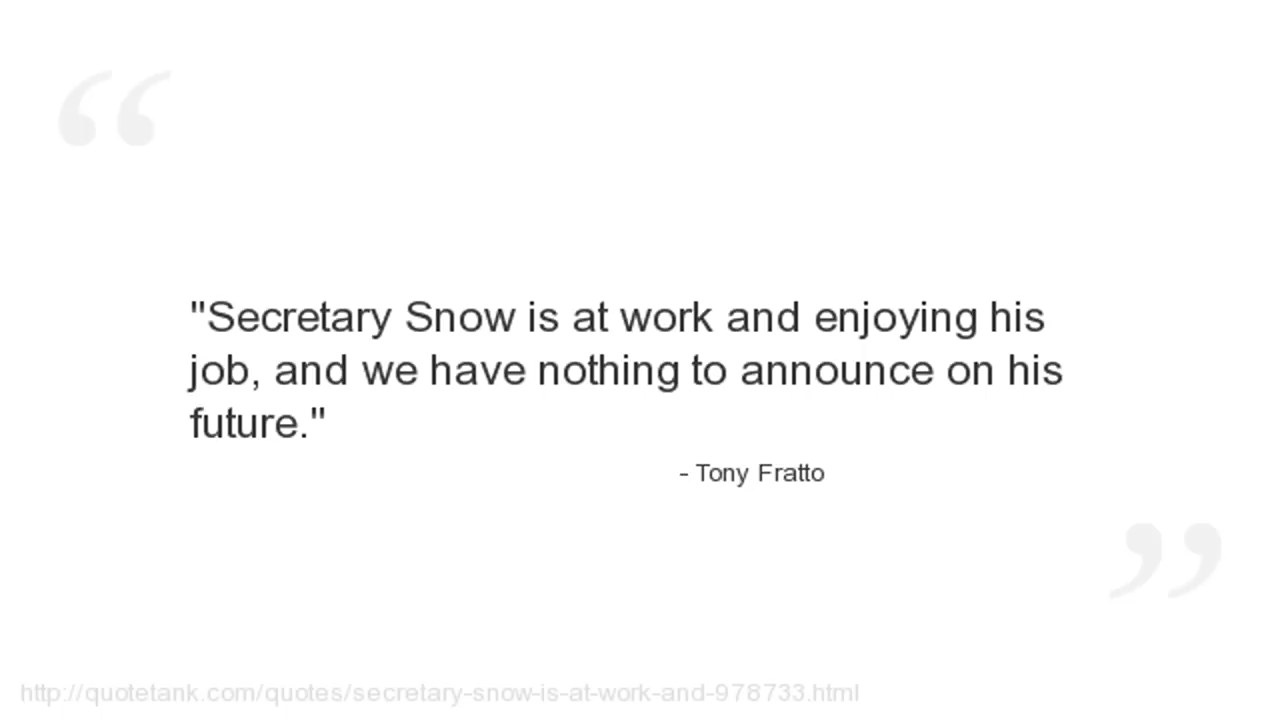 "Secretary Snow is at work and enjoying his
job, and we have nothing to announce on his
future."
- Tony Fratto
http://quotetank.com/quotes/secretary-snow-is-at-work-and-978733.html